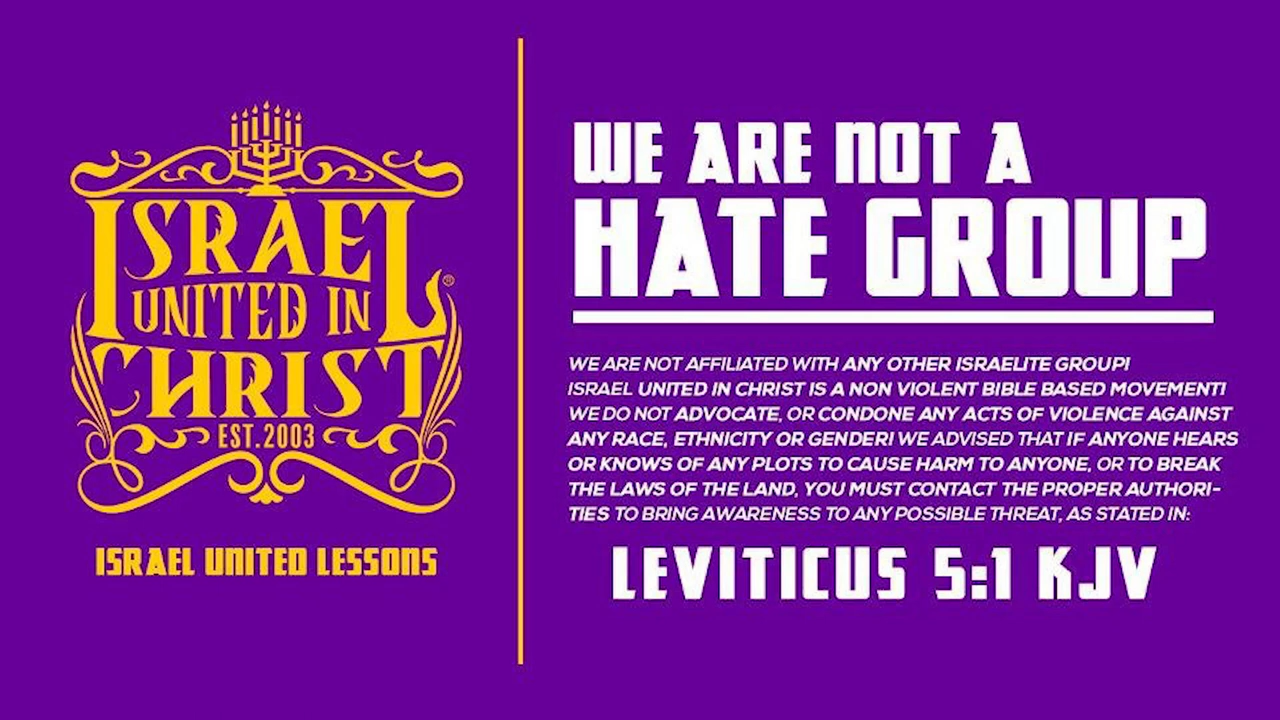 ISRAEL
UNITED IN
CHRIST
EST.2003
®
ISRAEL UNITED LESSONS
WE ARE NOT A
HATE GROUP
WE ARE NOT AFFILIATED WITH ANY OTHER ISRAELITE GROUP!
ISRAEL UNITED IN CHRIST IS A NON VIOLENT BIBLE BASED MOVEMENT!
WE DO NOT ADVOCATE, OR CONDONE ANY ACTS OF VIOLENCE AGAINST
ANY RACE, ETHNICITY OR GENDER! WE ADVISED THAT IF ANYONE HEARS
OR KNOWS OF ANY PLOTS TO CAUSE HARM TO ANYONE, OR TO BREAK
THE LAWS OF THE LAND, YOU MUST CONTACT THE PROPER AUTHORI-
TIES TO BRING AWARENESS TO ANY POSSIBLE THREAT, AS STATED IN:
LEVITICUS 5:1 KJV